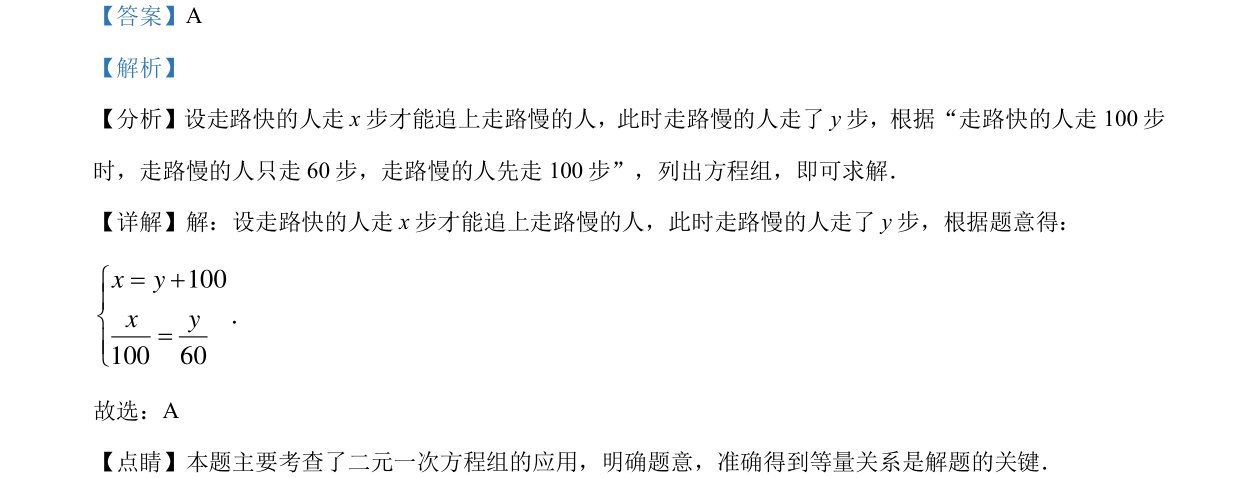 【答案】A
【解析】
【分析】设走路快的人走 x 步才能追上走路慢的人，此时走路慢的人走了 y 步，根据“走路快的人走 100 步
时，走路慢的人只走 60 步，走路慢的人先走 100 步”，列出方程组，即可求解．
【详解】解：设走路快的人走 x 步才能追上走路慢的人，此时走路慢的人走了 y 步，根据题意得：
{ x = y +100
x/100 = y/60 ．
故选：A
【点睛】本题主要考查了二元一次方程组的应用，明确题意，准确得到等量关系是解题的关键．